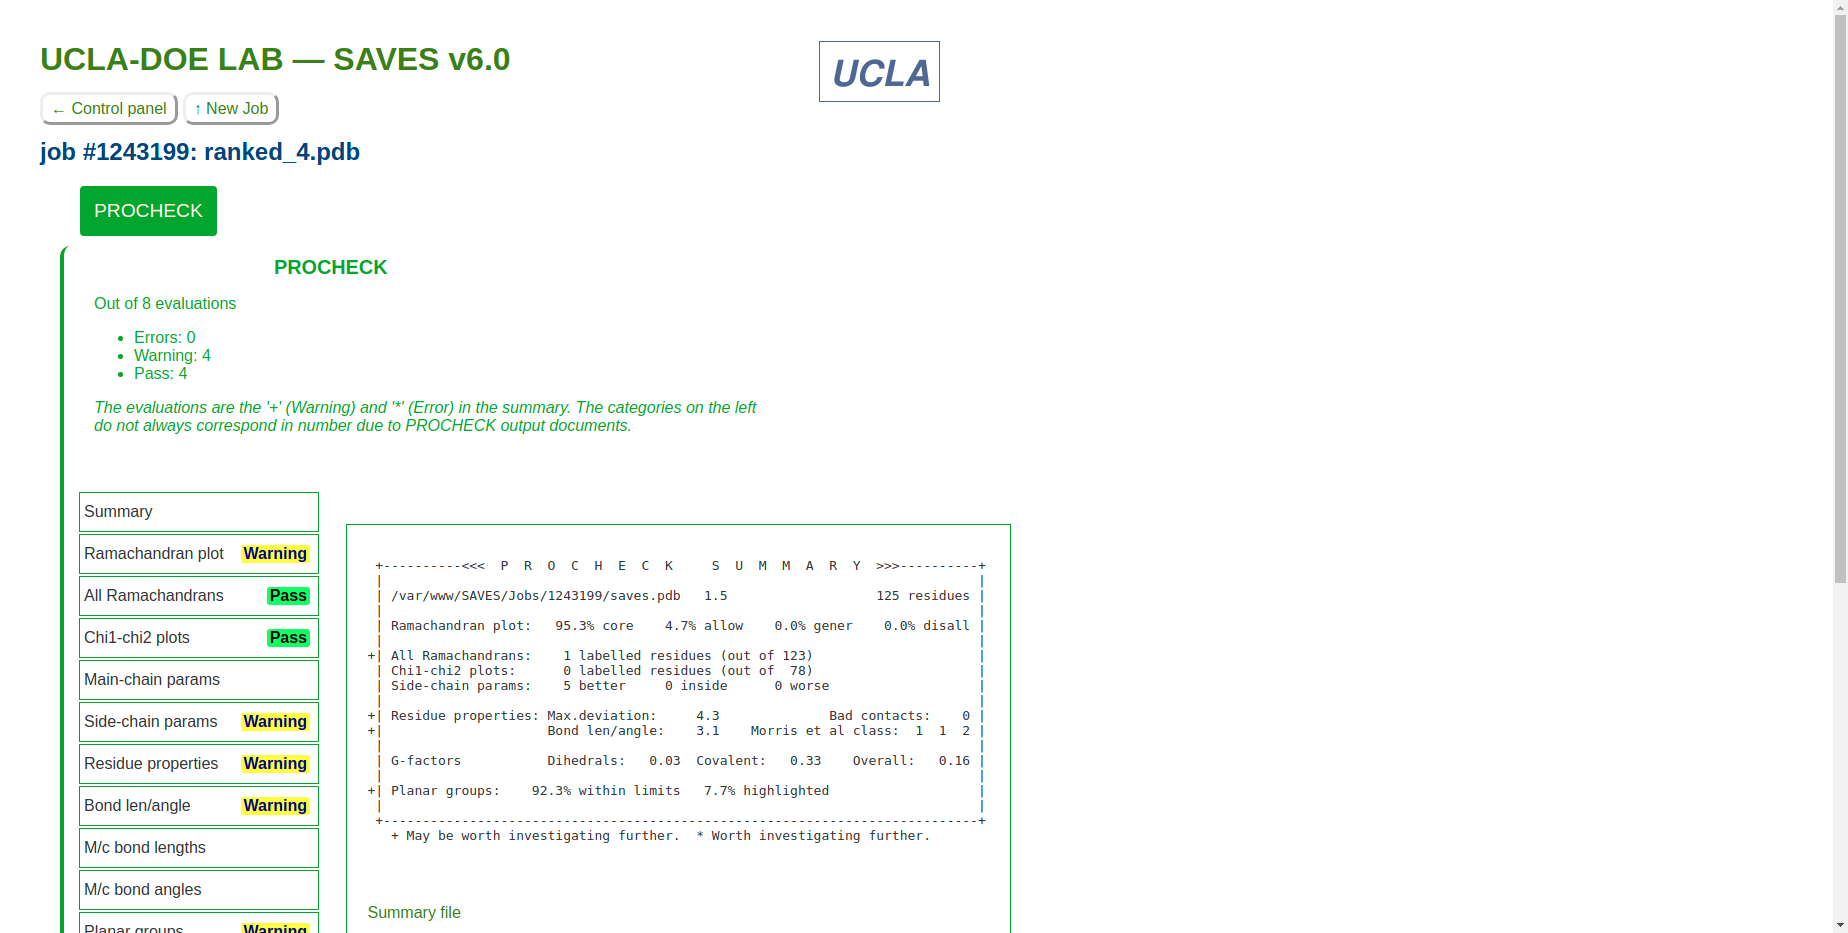 UCLA-DOE LAB — SAVES v6.0
UCLA
← Control panel
↑ New Job
job #1243199: ranked_4.pdb
PROCHECK
PROCHECK
Out of 8 evaluations
• Errors: 0
• Warning: 4
• Pass: 4
The evaluations are the '+' (Warning) and '*' (Error) in the summary. The categories on the left
do not always correspond in number due to PROCHECK output documents.
Summary
Ramachandran plot Warning
All Ramachandrans Pass
Chi1-chi2 plots Pass
Main-chain params
Side-chain params Warning
Residue properties Warning
Bond len/angle Warning
M/c bond lengths
M/c bond angles
Planar groups Warning
+----------<<<  P  R  O  C  H  E  C  K     S  U  M  M  A  R  Y  >>>----------+
|                                                                            |
| /var/www/SAVES/Jobs/1243199/saves.pdb   1.5                   125 residues |
|                                                                            |
| Ramachandran plot:   95.3% core    4.7% allow    0.0% gener    0.0% disall |
|                                                                            |
+| All Ramachandrans:    1 labelled residues (out of 123)                     |
| Chi1-chi2 plots:      0 labelled residues (out of  78)                     |
| Side-chain params:    5 better     0 inside      0 worse                   |
|                                                                            |
+| Residue properties: Max.deviation:     4.3              Bad contacts:    0 |
+|                     Bond len/angle:    3.1    Morris et al class:  1  1  2 |
|                                                                            |
| G-factors           Dihedrals:   0.03  Covalent:   0.33    Overall:   0.16 |
|                                                                            |
+| Planar groups:    92.3% within limits   7.7% highlighted                   |
|                                                                            |
+----------------------------------------------------------------------------+
+ May be worth investigating further.  * Worth investigating further.
Summary file